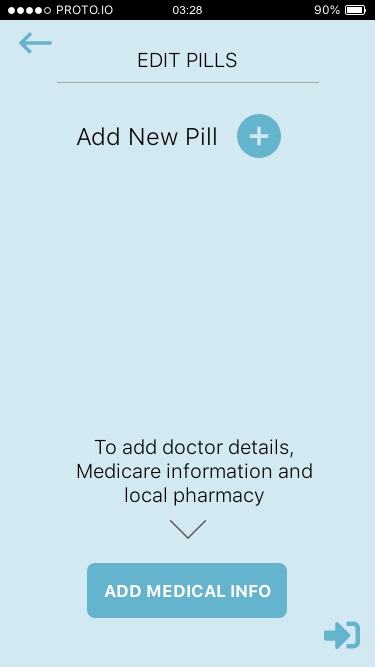 PROTO.IO 03:28 90%
EDIT PILLS
Add New Pill
To add doctor details,
Medicare information and
local pharmacy
ADD MEDICAL INFO